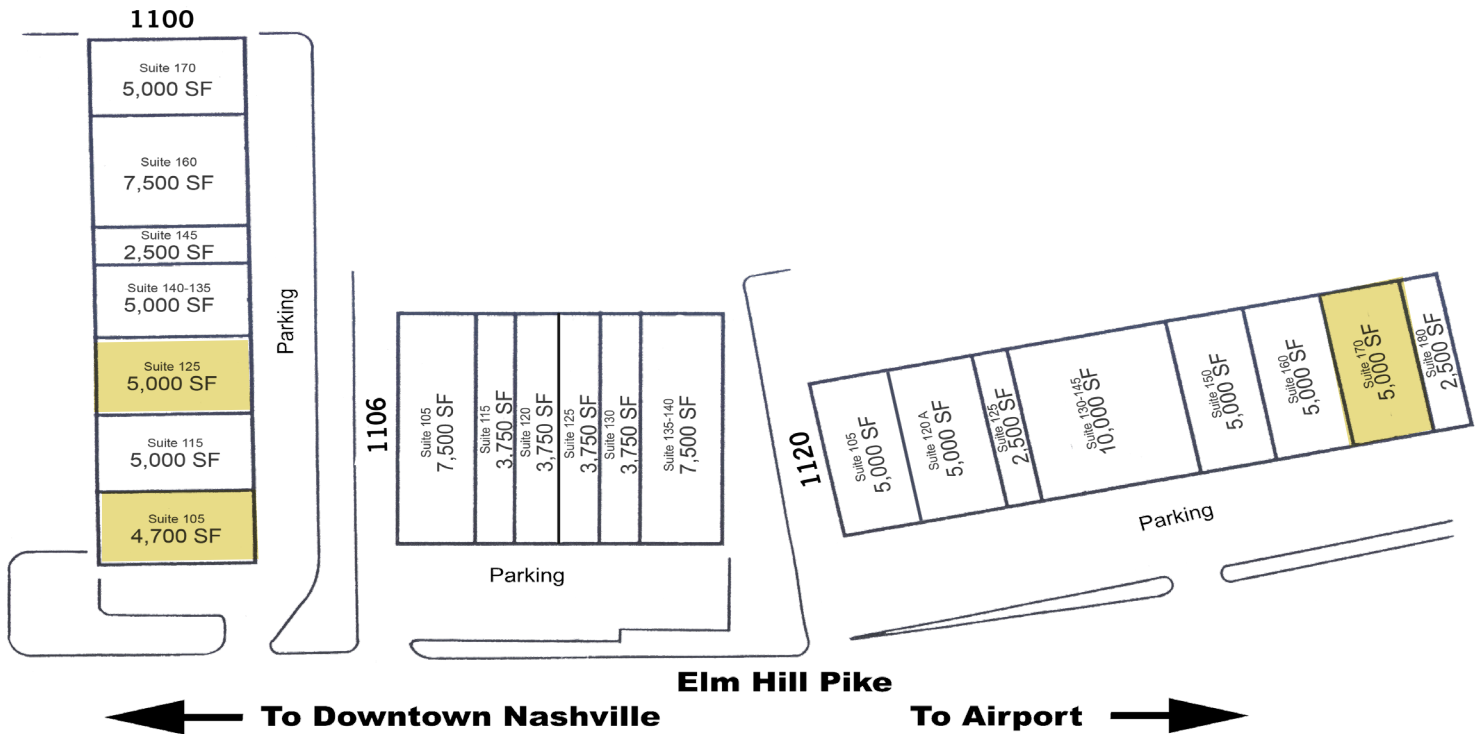 1100
Suite 170
5,000 SF
Suite 160
7,500 SF
Suite 145
2,500 SF
Suite 140-135
5,000 SF
Suite 125
5,000 SF
Suite 115
5,000 SF
Suite 105
4,700 SF
Parking
1106
Suite 105
7,500 SF
Suite 115
3,750 SF
Suite 120
3,750 SF
Suite 125
3,750 SF
Suite 130
3,750 SF
Suite 135-140
7,500 SF
Parking
1120
Suite 105
5,000 SF
Suite 120A
5,000 SF
Suite 125
2,500 SF
Suite 130-145
10,000 SF
Suite 150
5,000 SF
Suite 160
5,000 SF
Suite 170
5,000 SF
Suite 180
2,500 SF
Parking
Elm Hill Pike
To Downtown Nashville
To Airport